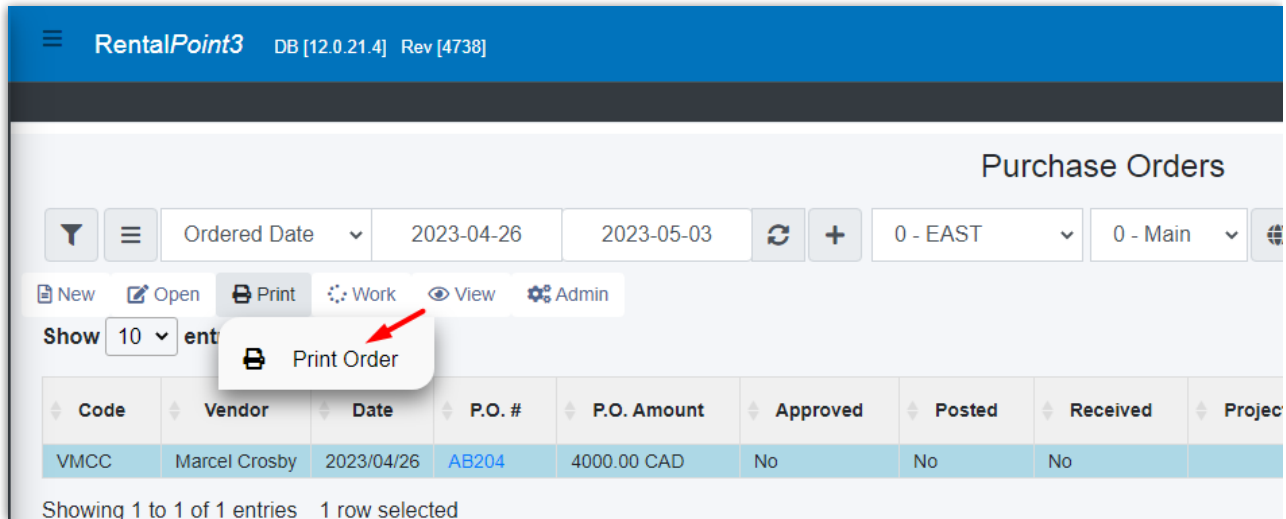 RentalPoint3 DB [12.0.21.4] Rev [4738]
Purchase Orders
Ordered Date 2023-04-26 2023-05-03 0 - EAST 0 - Main
New Open Print Work View Admin
Show 10 ent
Print Order
Code Vendor Date P.O. # P.O. Amount Approved Posted Received Project
VMCC Marcel Crosby 2023/04/26 AB204 4000.00 CAD No No No
Showing 1 to 1 of 1 entries 1 row selected